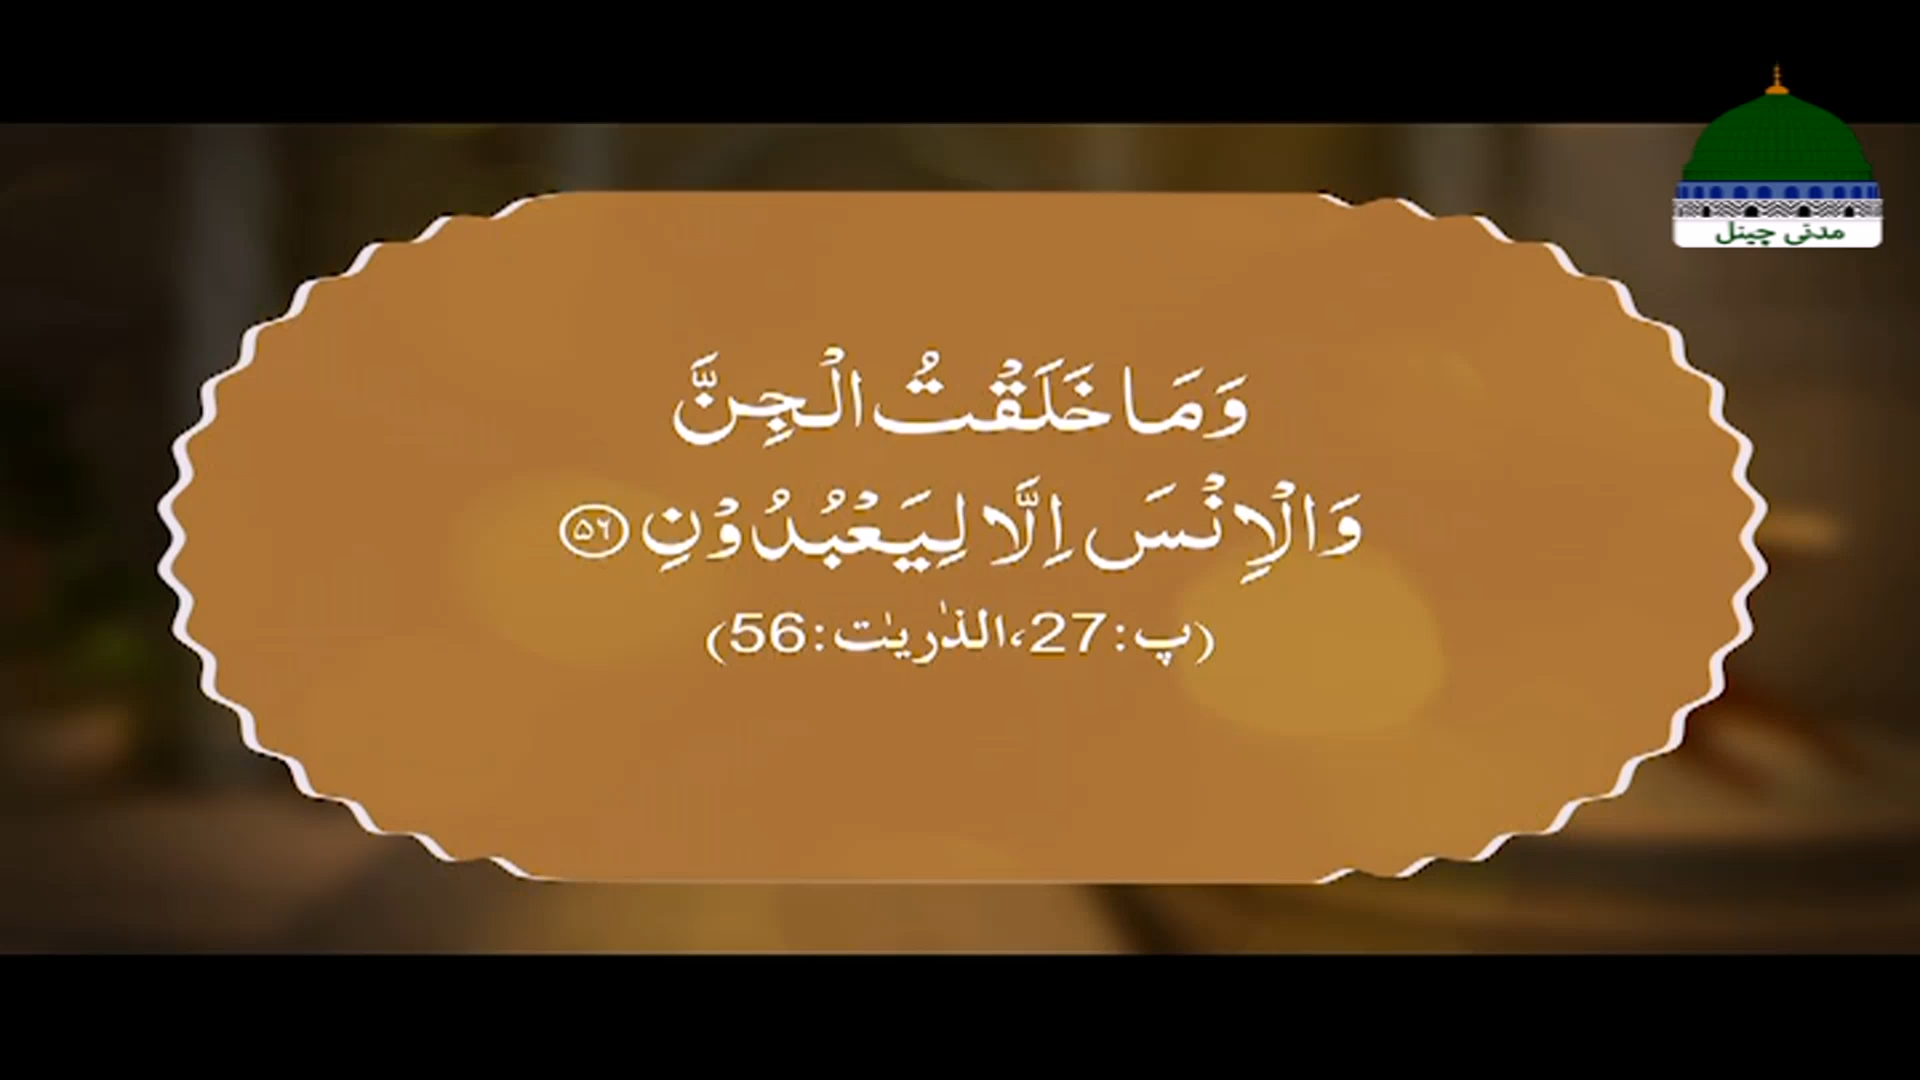 مدنی چینل
وَمَا خَلَقْتُ الْجِنَّ
وَالْاِنْسَ اِلَّا لِیَعْبُدُوْنِ ﴿۵۶﴾
(پ:27،الذّٰریٰت:56)